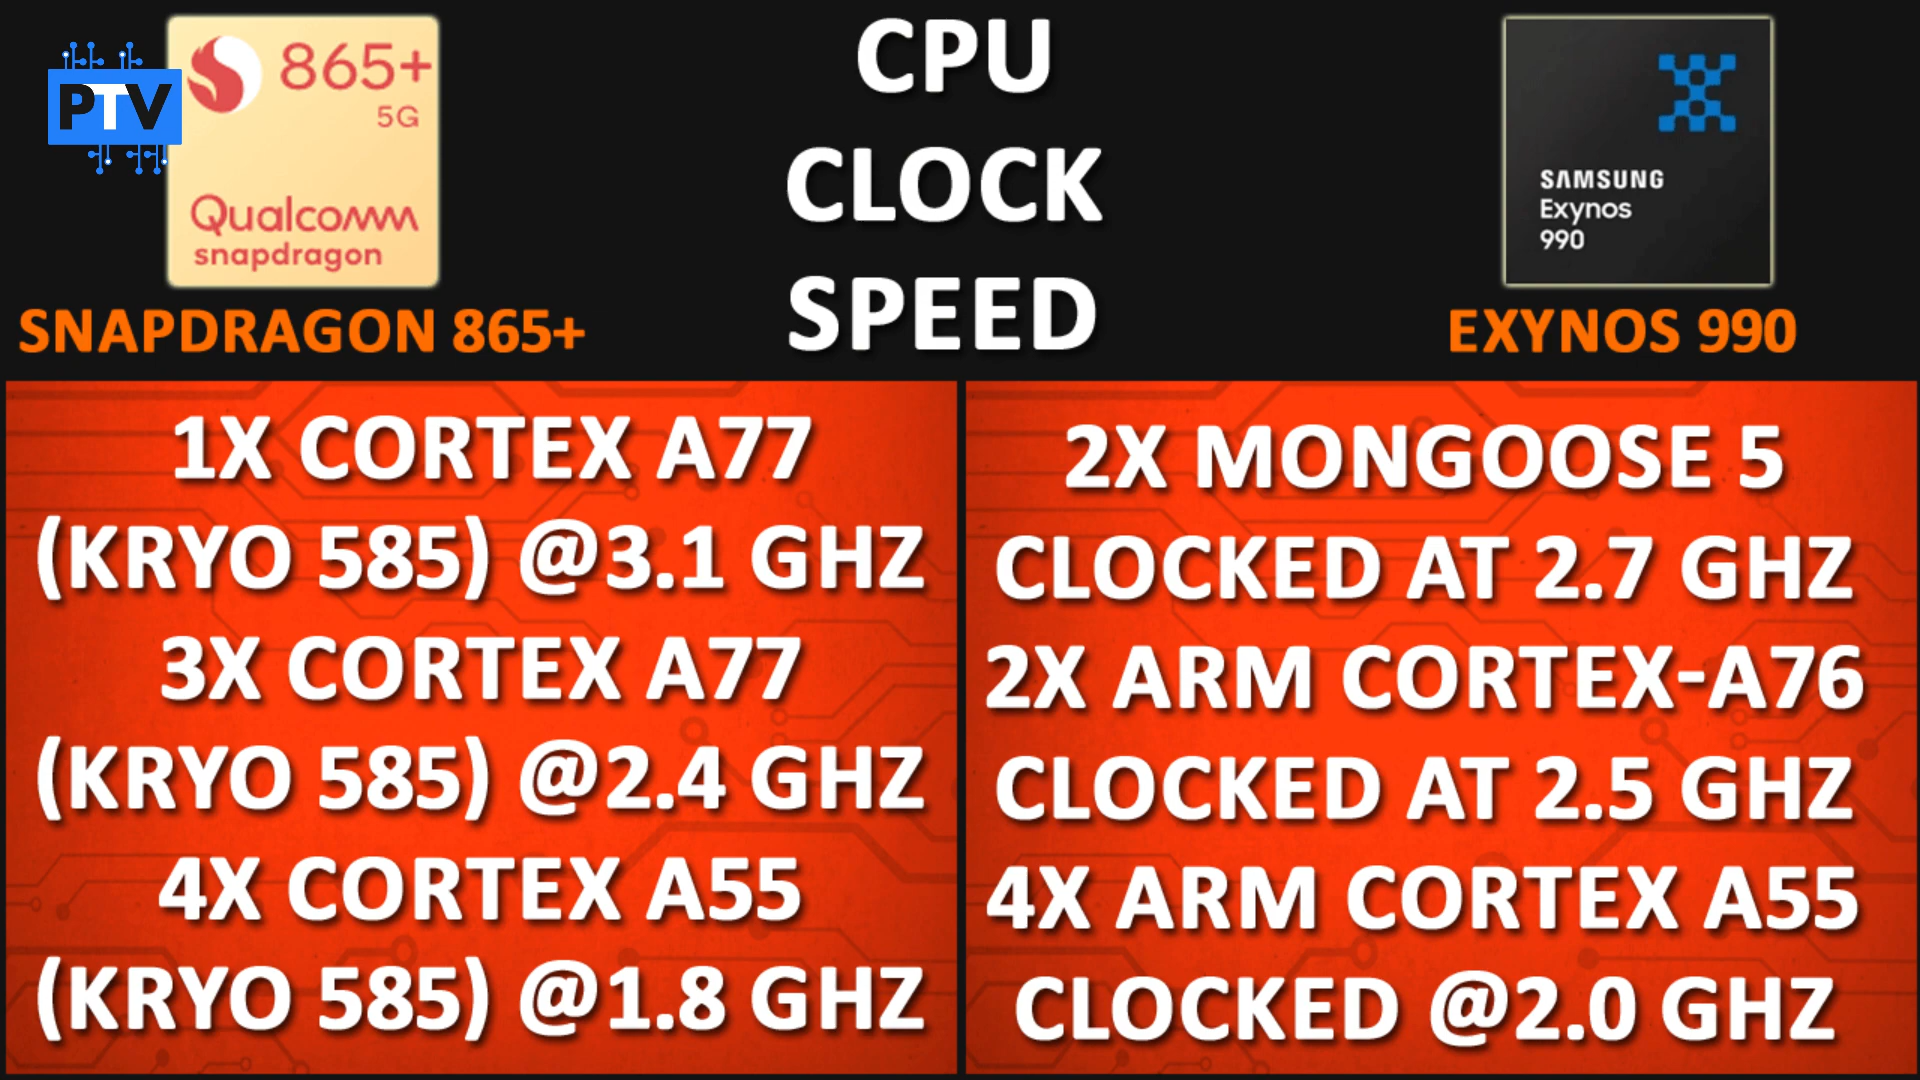 PTV
865+
5G
Qualcomm
snapdragon
SNAPDRAGON 865+
CPU
CLOCK
SPEED
SAMSUNG
Exynos
990
EXYNOS 990
1X CORTEX A77
(KRYO 585) @3.1 GHZ
3X CORTEX A77
(KRYO 585) @2.4 GHZ
4X CORTEX A55
(KRYO 585) @1.8 GHZ
2X MONGOOSE 5
CLOCKED AT 2.7 GHZ
2X ARM CORTEX-A76
CLOCKED AT 2.5 GHZ
4X ARM CORTEX A55
CLOCKED @2.0 GHZ